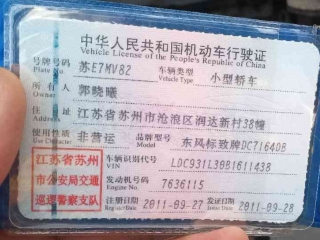 中华人民共和国机动车行驶证
Vehicle License of the People's Republic of China
号牌号码 苏E7MV82 车辆类型 小型轿车
Plate No. Vehicle Type
所有人 郭晓曦
Owner
住址 江苏省苏州市沧浪区润达新村38幢
Address
使用性质 非营运 品牌型号 东风标致牌DC7164DB
Use Character Model
江苏省苏州 车辆识别代号 LDC931L30B1611438
市公安局交通 VIN
巡逻警察支队 发动机号码 7636115
Engine No.
注册日期 2011-09-27 发证日期 2011-09-28
Register Date Issue Date